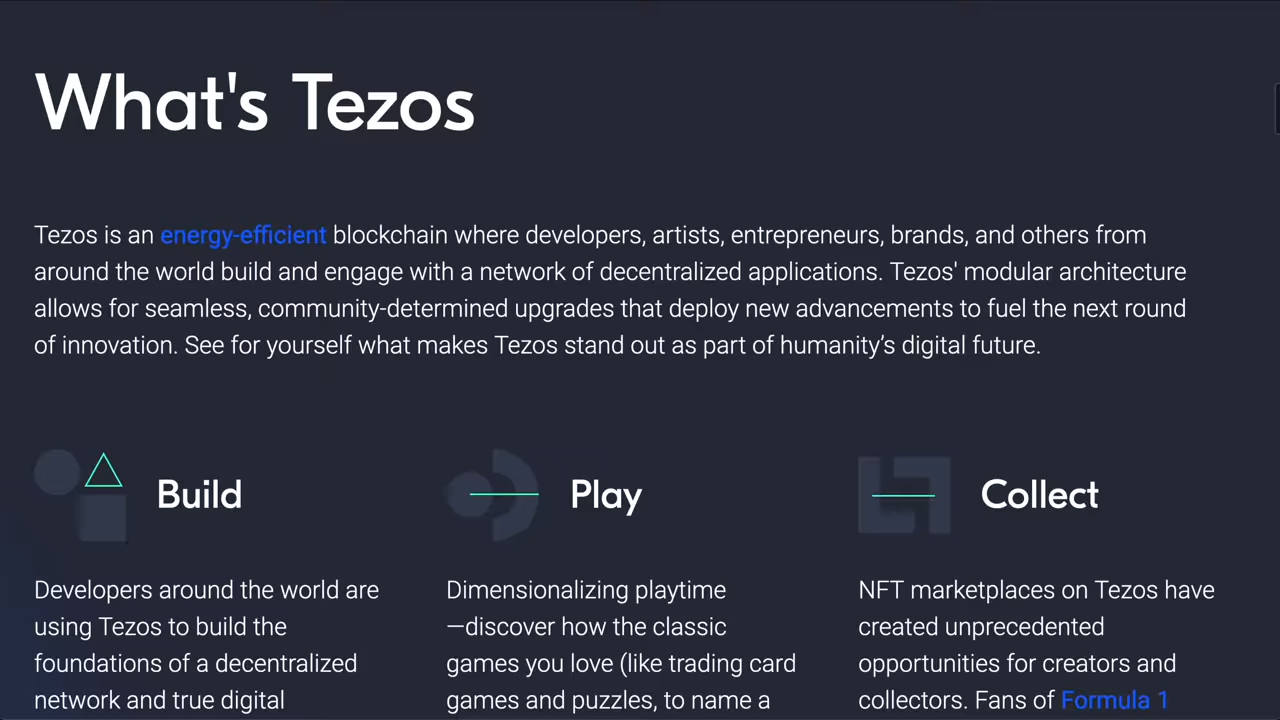 What's Tezos
Tezos is an energy-efficient blockchain where developers, artists, entrepreneurs, brands, and others from
around the world build and engage with a network of decentralized applications. Tezos' modular architecture
allows for seamless, community-determined upgrades that deploy new advancements to fuel the next round
of innovation. See for yourself what makes Tezos stand out as part of humanity’s digital future.
Build
Developers around the world are
using Tezos to build the
foundations of a decentralized
network and true digital
Play
Dimensionalizing playtime
—discover how the classic
games you love (like trading card
games and puzzles, to name a
Collect
NFT marketplaces on Tezos have
created unprecedented
opportunities for creators and
collectors. Fans of Formula 1